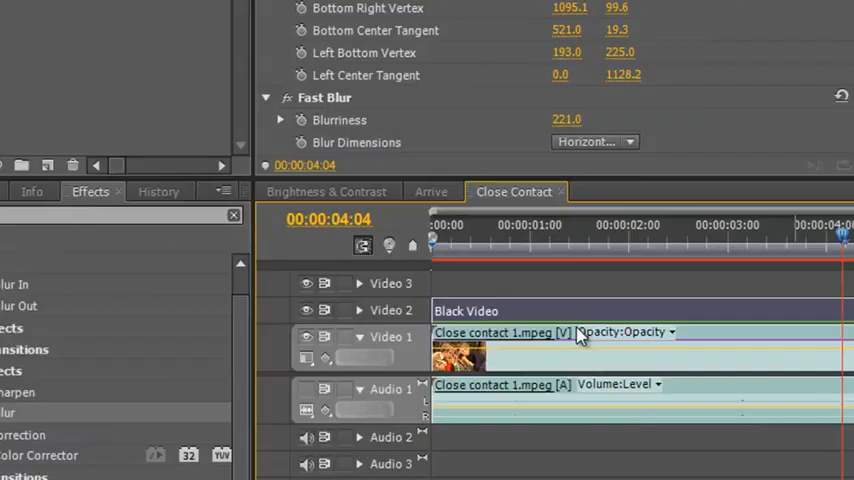 Bottom Right Vertex 1095.1 99.6
Bottom Center Tangent 521.0 19.3
Left Bottom Vertex 193.0 225.0
Left Center Tangent 0.0 1128.2
fx Fast Blur
Blurriness 221.0
Blur Dimensions Horizont...
00:00:04:04
Info Effects × History
Brightness & Contrast Arrive Close Contact ×
00:00:04:04
:00:00 00:00:01:00 00:00:02:00 00:00:03:00 00:00:04:0
lur In
lur Out
ects
nsitions
ects
arpen
lur
orrection
Color Corrector 32 YUV
nsitions
Video 3
Video 2 Black Video
Video 1 Close contact 1.mpeg [V] Opacity:Opacity
Audio 1 Close contact 1.mpeg [A] Volume:Level
L
R
Audio 2
Audio 3